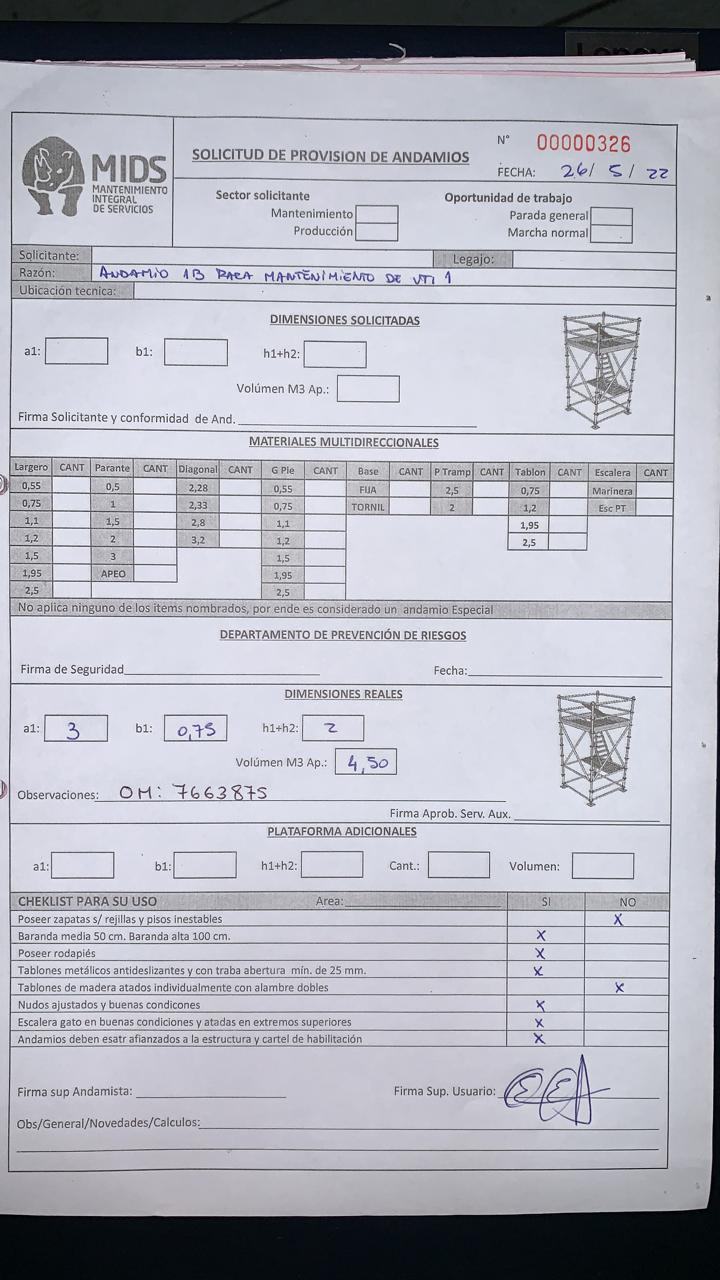 Lenovo
MIDS
MANTENIMIENTO
INTEGRAL
DE SERVICIOS
SOLICITUD DE PROVISION DE ANDAMIOS
N° 00000326
FECHA: 26/ 5 / 22
Sector solicitante
Mantenimiento
Producción
Oportunidad de trabajo
Parada general
Marcha normal
Solicitante: Legajo:
Razón: ANDAMIO 1B PARA MANTENIMIENTO DE VTI 1
Ubicación tecnica:
DIMENSIONES SOLICITADAS
a1: b1: h1+h2:
Volúmen M3 Ap.:
Firma Solicitante y conformidad de And.
MATERIALES MULTIDIRECCIONALES
Largero CANT Parante CANT Diagonal CANT G Pie CANT Base CANT P Tramp CANT Tablon CANT Escalera CANT
0,55 0,5 2,28 0,55 FIJA 2,5 0,75 Marinera
0,75 1 2,33 0,75 TORNIL 2 1,2 Esc PT
1,1 1,5 2,8 1,1 1,95
1,2 2 3,2 1,2 2,5
1,5 3 1,5
1,95 APEO 1,95
2,5 2,5
No aplica ninguno de los items nombrados, por ende es considerado un andamio Especial
DEPARTAMENTO DE PREVENCIÓN DE RIESGOS
Firma de Seguridad Fecha:
DIMENSIONES REALES
a1: 3 b1: 0,75 h1+h2: 2
Volúmen M3 Ap.: 4,50
Observaciones: OM: 7663875
Firma Aprob. Serv. Aux.
PLATAFORMA ADICIONALES
a1: b1: h1+h2: Cant.: Volumen:
CHEKLIST PARA SU USO Area: SI NO
Poseer zapatas s/ rejillas y pisos inestables X
Baranda media 50 cm. Baranda alta 100 cm. X
Poseer rodapiés X
Tablones metálicos antideslizantes y con traba abertura mín. de 25 mm. X
Tablones de madera atados individualmente con alambre dobles X
Nudos ajustados y buenas condicones X
Escalera gato en buenas condiciones y atadas en extremos superiores X
Andamios deben esatr afianzados a la estructura y cartel de habilitación X
Firma sup Andamista: Firma Sup. Usuario:
Obs/General/Novedades/Calculos: